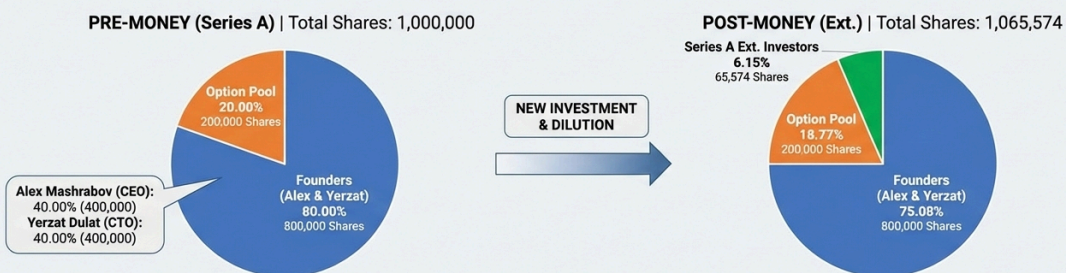 PRE-MONEY (Series A) | Total Shares: 1,000,000
Option Pool
20.00%
200,000 Shares
Founders
(Alex & Yerzat)
80.00%
800,000 Shares
Alex Mashrabov (CEO):
40.00% (400,000)
Yerzat Dulat (CTO):
40.00% (400,000)
NEW INVESTMENT
& DILUTION
POST-MONEY (Ext.) | Total Shares: 1,065,574
Series A Ext. Investors
6.15%
65,574 Shares
Option Pool
18.77%
200,000 Shares
Founders
(Alex & Yerzat)
75.08%
800,000 Shares